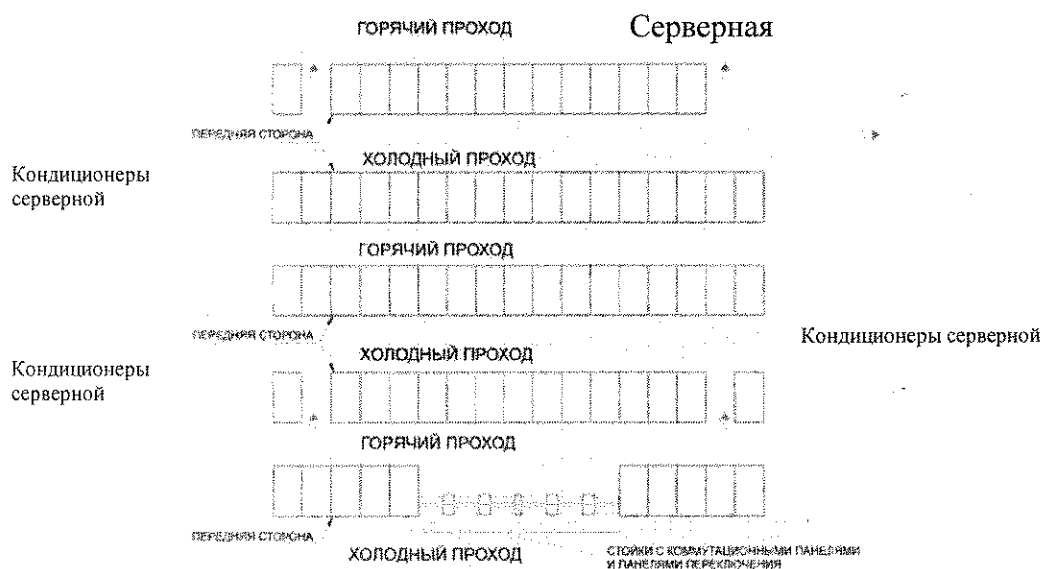 ГОРЯЧИЙ ПРОХОД
Серверная
ПЕРЕДНЯЯ СТОРОНА
ХОЛОДНЫЙ ПРОХОД
Кондиционеры
серверной
ГОРЯЧИЙ ПРОХОД
ПЕРЕДНЯЯ СТОРОНА
Кондиционеры серверной
ХОЛОДНЫЙ ПРОХОД
Кондиционеры
серверной
ГОРЯЧИЙ ПРОХОД
ПЕРЕДНЯЯ СТОРОНА
ХОЛОДНЫЙ ПРОХОД
СТОЙКИ С КОММУТАЦИОННЫМИ ПАНЕЛЯМИ
И ПАНЕЛЯМИ ПЕРЕКЛЮЧЕНИЯ